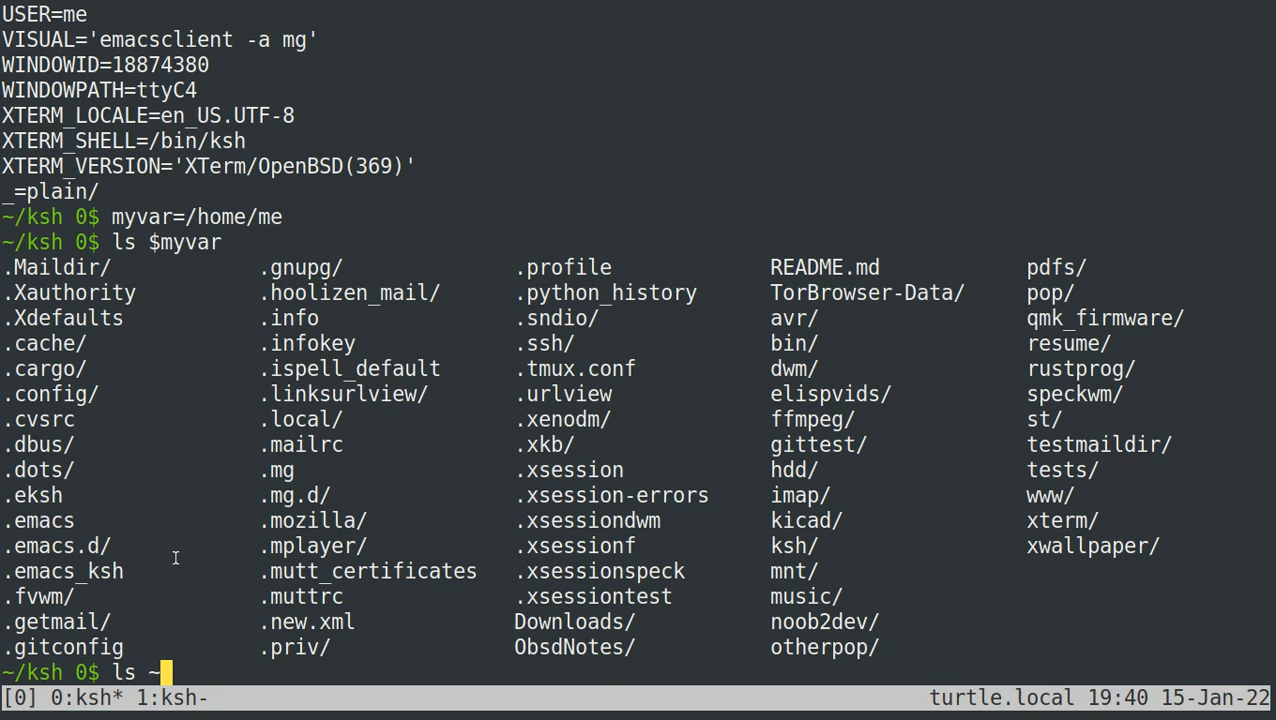 USER=me
VISUAL='emacsclient -a mg'
WINDOWID=18874380
WINDOWPATH=ttyC4
XTERM_LOCALE=en_US.UTF-8
XTERM_SHELL=/bin/ksh
XTERM_VERSION='XTerm/OpenBSD(369)'
_=plain/
~/ksh 0$ myvar=/home/me
~/ksh 0$ ls $myvar
.Maildir/ .gnupg/ .profile README.md pdfs/
.Xauthority .hoolizen_mail/ .python_history TorBrowser-Data/ pop/
.Xdefaults .info .sndio/ avr/ qmk_firmware/
.cache/ .infokey .ssh/ bin/ resume/
.cargo/ .ispell_default .tmux.conf dwm/ rustprog/
.config/ .linksurlview/ .urlview elispvids/ speckwm/
.cvsrc .local/ .xenodm/ ffmpeg/ st/
.dbus/ .mailrc .xkb/ gittest/ testmaildir/
.dots/ .mg .xsession hdd/ tests/
.eksh .mg.d/ .xsession-errors imap/ www/
.emacs .mozilla/ .xsessiondwm kicad/ xterm/
.emacs.d/ .mplayer/ .xsessionf ksh/ xwallpaper/
.emacs_ksh .mutt_certificates .xsessionspeck mnt/
.fvwm/ .muttrc .xsessiontest music/
.getmail/ .new.xml Downloads/ noob2dev/
.gitconfig .priv/ ObsdNotes/ otherpop/
~/ksh 0$ ls ~
[0] 0:ksh* 1:ksh- turtle.local 19:40 15-Jan-22